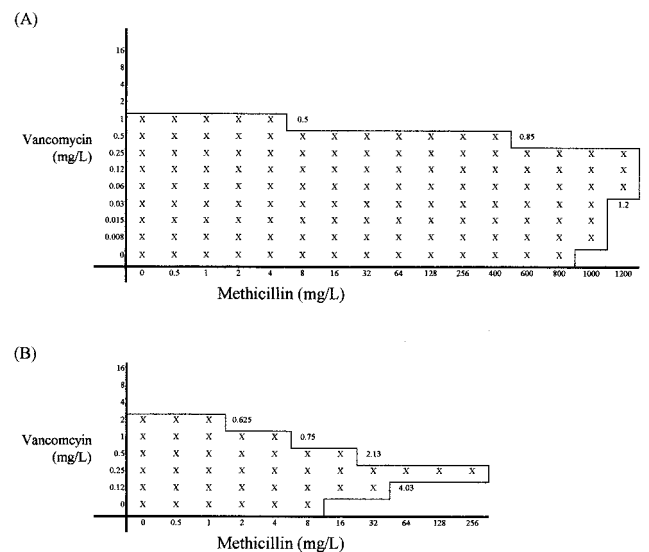 (A)
16
8
4
2
1 X X X X X 0.5
Vancomycin
(mg/L)
0.5 X X X X X X X X X X X X 0.85
0.25 X X X X X X X X X X X X X X X X
0.12 X X X X X X X X X X X X X X X X
0.06 X X X X X X X X X X X X X X X X
0.03 X X X X X X X X X X X X X X X 1.2
0.015 X X X X X X X X X X X X X X X
0.008 X X X X X X X X X X X X X X X
0 X X X X X X X X X X X X X X
0 0.5 1 2 4 8 16 32 64 128 256 400 600 800 1000 1200
Methicillin (mg/L)
(B)
16
8
4
2 X X X 0.625
Vancomcyin
(mg/L)
1 X X X X X 0.75
0.5 X X X X X X X 2.13
0.25 X X X X X X X X X X X
0.12 X X X X X X X X 4.03
0 X X X X X X
0 0.5 1 2 4 8 16 32 64 128 256
Methicillin (mg/L)